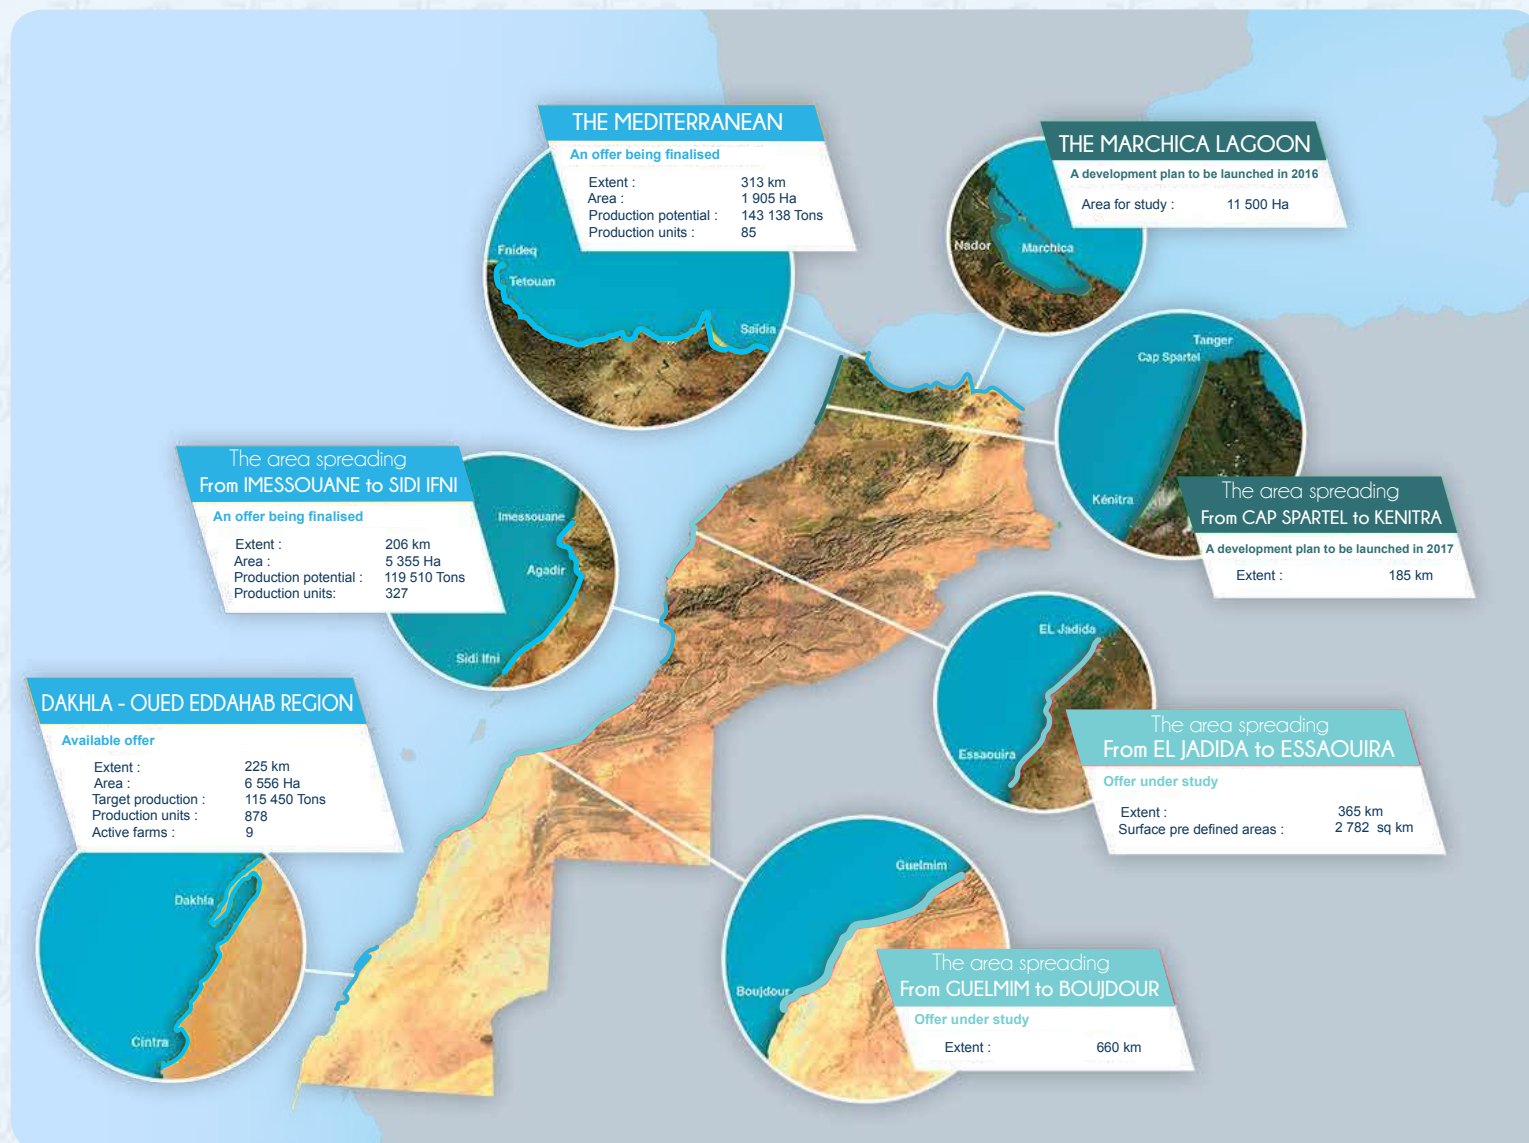 THE MEDITERRANEAN
An offer being finalised
Extent : 313 km
Area : 1 905 Ha
Production potential : 143 138 Tons
Production units : 85
Fnideq
Tetouan
Saïdia
THE MARCHICA LAGOON
A development plan to be launched in 2016
Area for study : 11 500 Ha
Nador
Marchica
Tanger
Cap Spartel
Kénitra
The area spreading
From CAP SPARTEL to KENITRA
A development plan to be launched in 2017
Extent : 185 km
The area spreading
From IMESSOUANE to SIDI IFNI
An offer being finalised
Extent : 206 km
Area : 5 355 Ha
Production potential : 119 510 Tons
Production units: 327
Imessouane
Agadir
Sidi Ifni
EL Jadida
Essaouira
The area spreading
From EL JADIDA to ESSAOUIRA
Offer under study
Extent : 365 km
Surface pre defined areas : 2 782 sq km
DAKHLA - OUED EDDAHAB REGION
Available offer
Extent : 225 km
Area : 6 556 Ha
Target production : 115 450 Tons
Production units : 878
Active farms : 9
Dakhla
Cintra
Guelmim
Boujdour
The area spreading
From GUELMIM to BOUJDOUR
Offer under study
Extent : 660 km